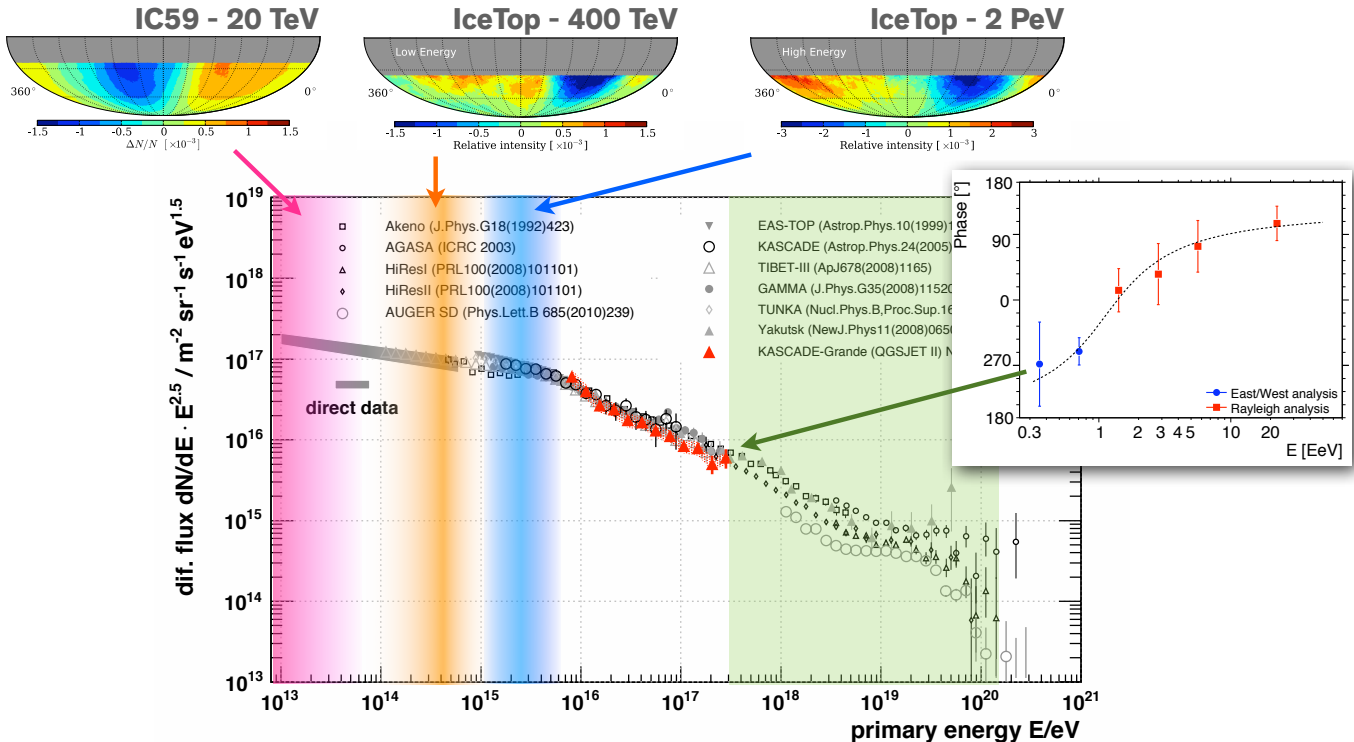 IC59 - 20 TeV
IceTop - 400 TeV
IceTop - 2 PeV
Low Energy
High Energy
360° 0°
360° 0°
360° 0°
-1.5 -1 -0.5 0 0.5 1 1.5
ΔN/N [×10⁻³]
-1.5 -1 -0.5 0 0.5 1 1.5
Relative intensity [×10⁻³]
-3 -2 -1 0 1 2 3
Relative intensity [×10⁻³]
dif. flux dN/dE · E^2.5 / m⁻² sr⁻¹ s⁻¹ eV^1.5
10¹⁹
10¹⁸
10¹⁷
10¹⁶
10¹⁵
10¹⁴
10¹³
Akeno (J.Phys.G18(1992)423)
AGASA (ICRC 2003)
HiResI (PRL100(2008)101101)
HiResII (PRL100(2008)101101)
AUGER SD (Phys.Lett.B 685(2010)239)
EAS-TOP (Astrop.Phys.10(1999)1
KASCADE (Astrop.Phys.24(2005)
TIBET-III (ApJ678(2008)1165)
GAMMA (J.Phys.G35(2008)11520
TUNKA (Nucl.Phys.B,Proc.Sup.16
Yakutsk (NewJ.Phys11(2008)0650
KASCADE-Grande (QGSJET II) N
direct data
10¹³ 10¹⁴ 10¹⁵ 10¹⁶ 10¹⁷ 10¹⁸ 10¹⁹ 10²⁰ 10²¹
primary energy E/eV
Phase [°]
180
90
0
270
180
East/West analysis
Rayleigh analysis
0.3 1 2 3 4 5 10 20
E [EeV]